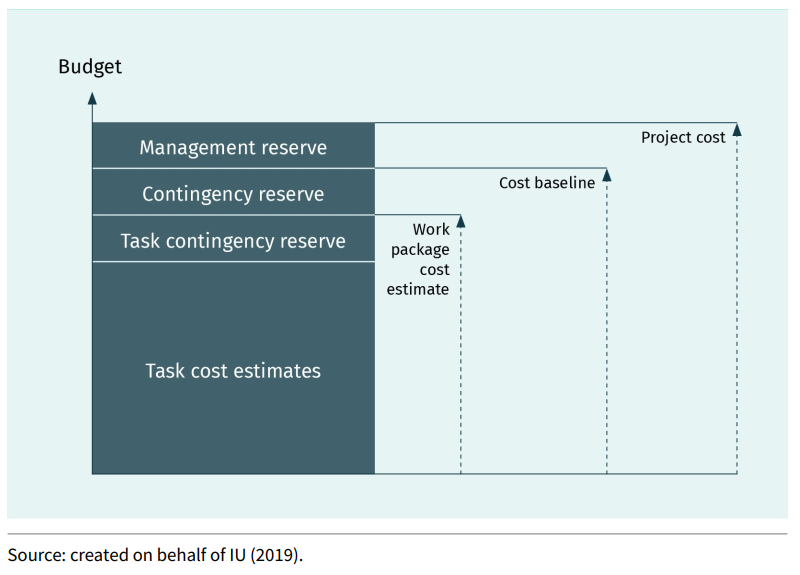 Budget
Management reserve
Project cost
Contingency reserve
Cost baseline
Task contingency reserve
Work
package
cost
estimate
Task cost estimates
Source: created on behalf of IU (2019).